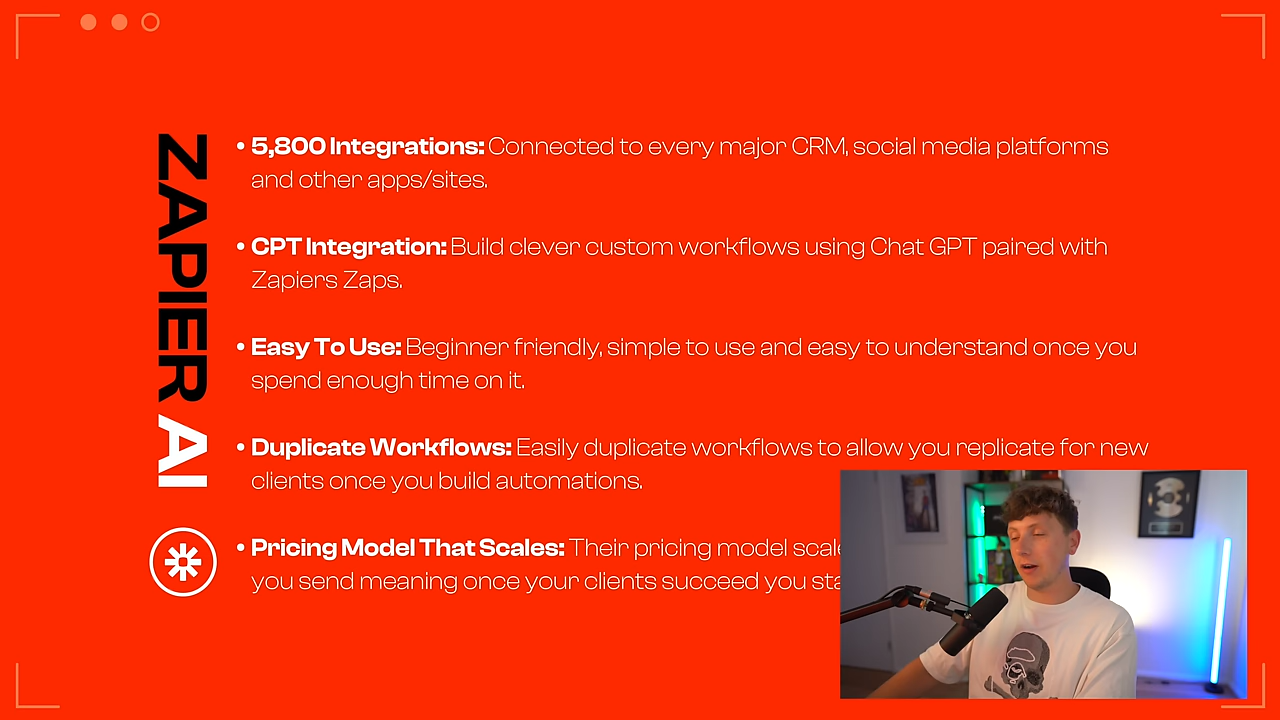 ZAPIER AI
• 5,800 Integrations: Connected to every major CRM, social media platforms
and other apps/sites.
• CPT Integration: Build clever custom workflows using Chat GPT paired with
Zapiers Zaps.
• Easy To Use: Beginner friendly, simple to use and easy to understand once you
spend enough time on it.
• Duplicate Workflows: Easily duplicate workflows to allow you replicate for new
clients once you build automations.
• Pricing Model That Scales: Their pricing model
you send meaning once your clients succeed you